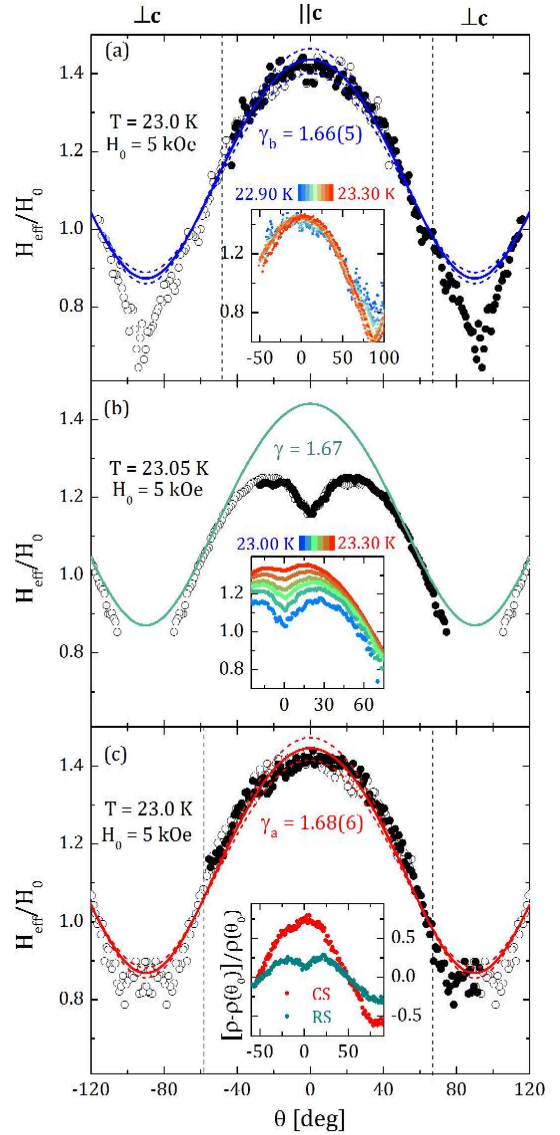 ⊥c ||c ⊥c
(a)
T = 23.0 K
H0 = 5 kOe
γb = 1.66(5)
22.90 K 23.30 K
1.4
1.2
1.0
0.8
Heff/H0
1.2
0.8
-50 0 50 100
(b)
T = 23.05 K
H0 = 5 kOe
γ = 1.67
23.00 K 23.30 K
1.4
1.2
1.0
0.8
Heff/H0
1.2
1.0
0.8
0 30 60
(c)
T = 23.0 K
H0 = 5 kOe
γa = 1.68(6)
1.4
1.2
1.0
0.8
Heff/H0
[ρ-ρ(θ0)]/ρ(θ0)
0.5
0.0
-0.5
CS
RS
-50 0 50
-120 -80 -40 0 40 80 120
θ [deg]